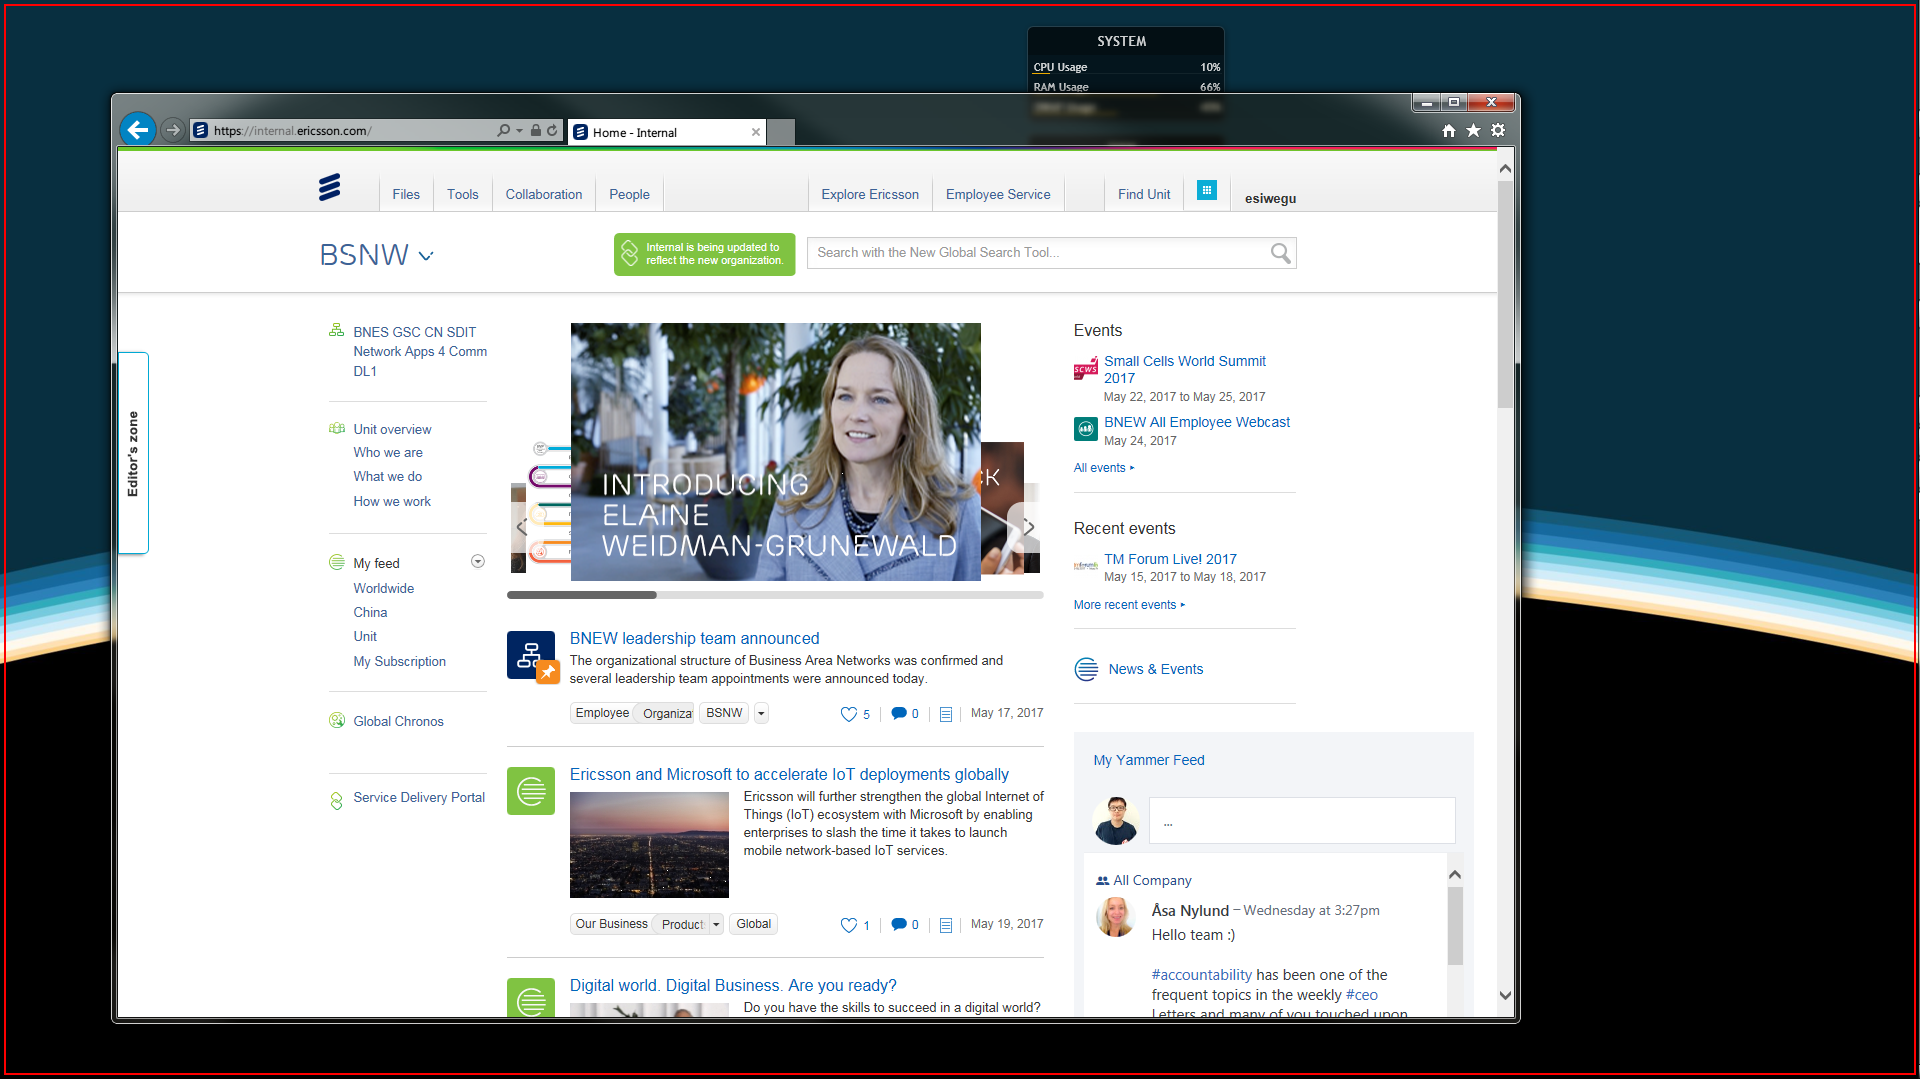 SYSTEM
CPU Usage 10%
RAM Usage 66%
https://internal.ericsson.com/
Home - Internal
Files Tools Collaboration People Explore Ericsson Employee Service Find Unit esiwegu
BSNW
Internal is being updated to
reflect the new organization.
Search with the New Global Search Tool...
Editor's zone
BNES GSC CN SDIT
Network Apps 4 Comm
DL1
Unit overview
Who we are
What we do
How we work
My feed
Worldwide
China
Unit
My Subscription
Global Chronos
Service Delivery Portal
INTRODUCING
ELAINE
WEIDMAN-GRUNEWALD
CK
BNEW leadership team announced
The organizational structure of Business Area Networks was confirmed and
several leadership team appointments were announced today.
Employee Organiza BSNW 5 0 May 17, 2017
Ericsson and Microsoft to accelerate IoT deployments globally
Ericsson will further strengthen the global Internet of
Things (IoT) ecosystem with Microsoft by enabling
enterprises to slash the time it takes to launch
mobile network-based IoT services.
Our Business Product Global 1 0 May 19, 2017
Digital world. Digital Business. Are you ready?
Do you have the skills to succeed in a digital world?
Events
scws
Small Cells World Summit
2017
May 22, 2017 to May 25, 2017
BNEW All Employee Webcast
May 24, 2017
All events
Recent events
TM Forum Live! 2017
May 15, 2017 to May 18, 2017
More recent events
News & Events
My Yammer Feed
...
All Company
Åsa Nylund – Wednesday at 3:27pm
Hello team :)
#accountability has been one of the
frequent topics in the weekly #ceo
Letters and many of you touched upon